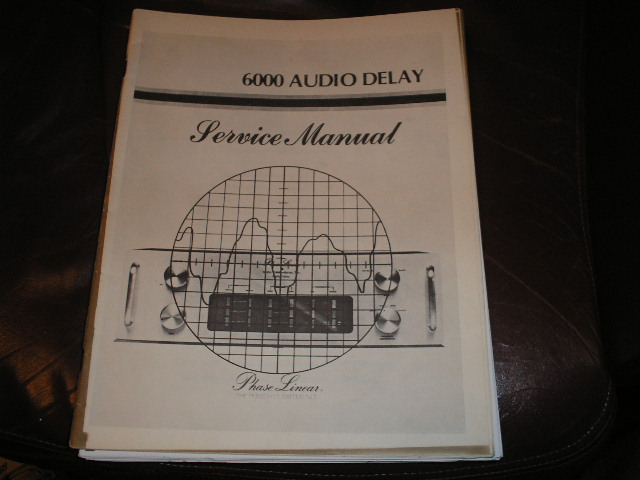 6000 AUDIO DELAY
Service Manual
Phase Linear